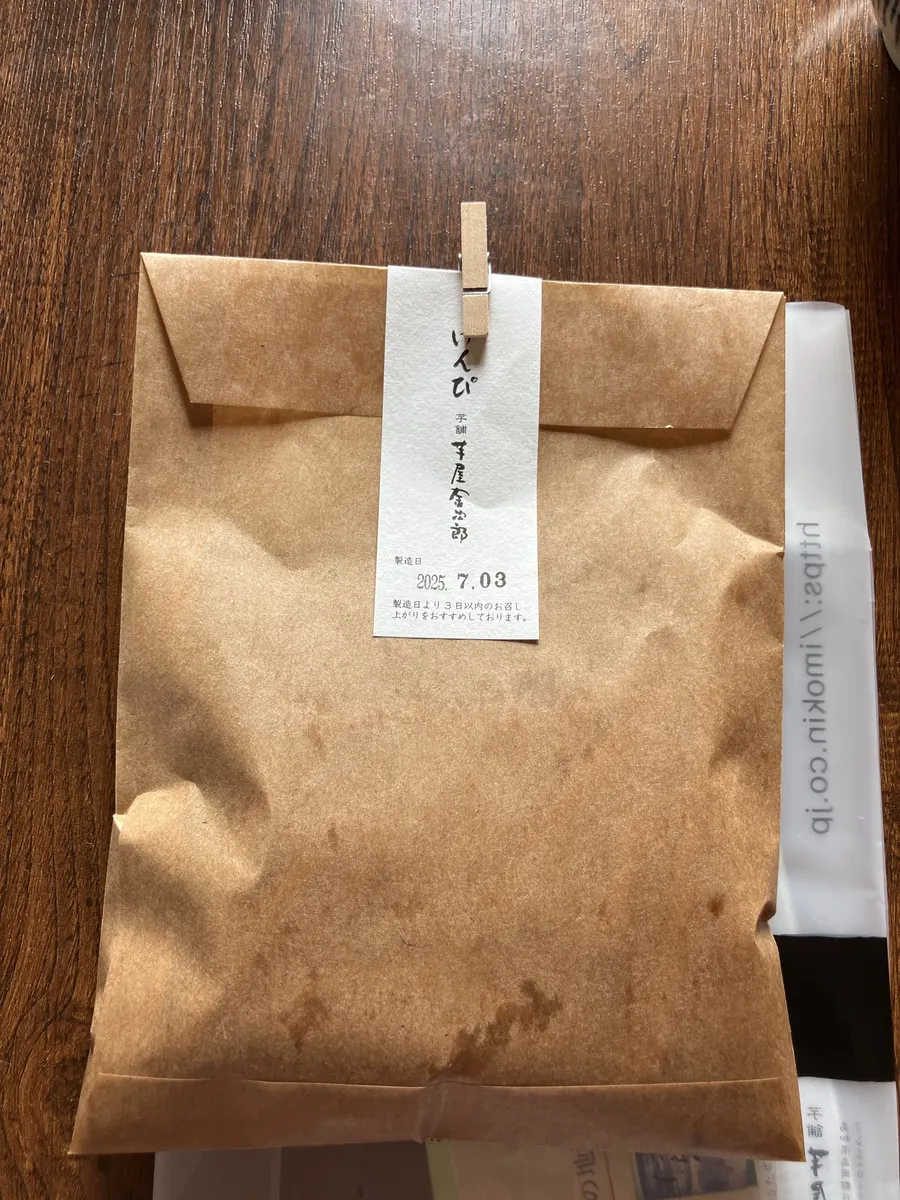 けんぴ
芋舗
芋屋金次郎
製造日
2025. 7.03
製造日より3日以内のお召し
上がりをおすすめしております。
https://imokin.co.jp
芋舗